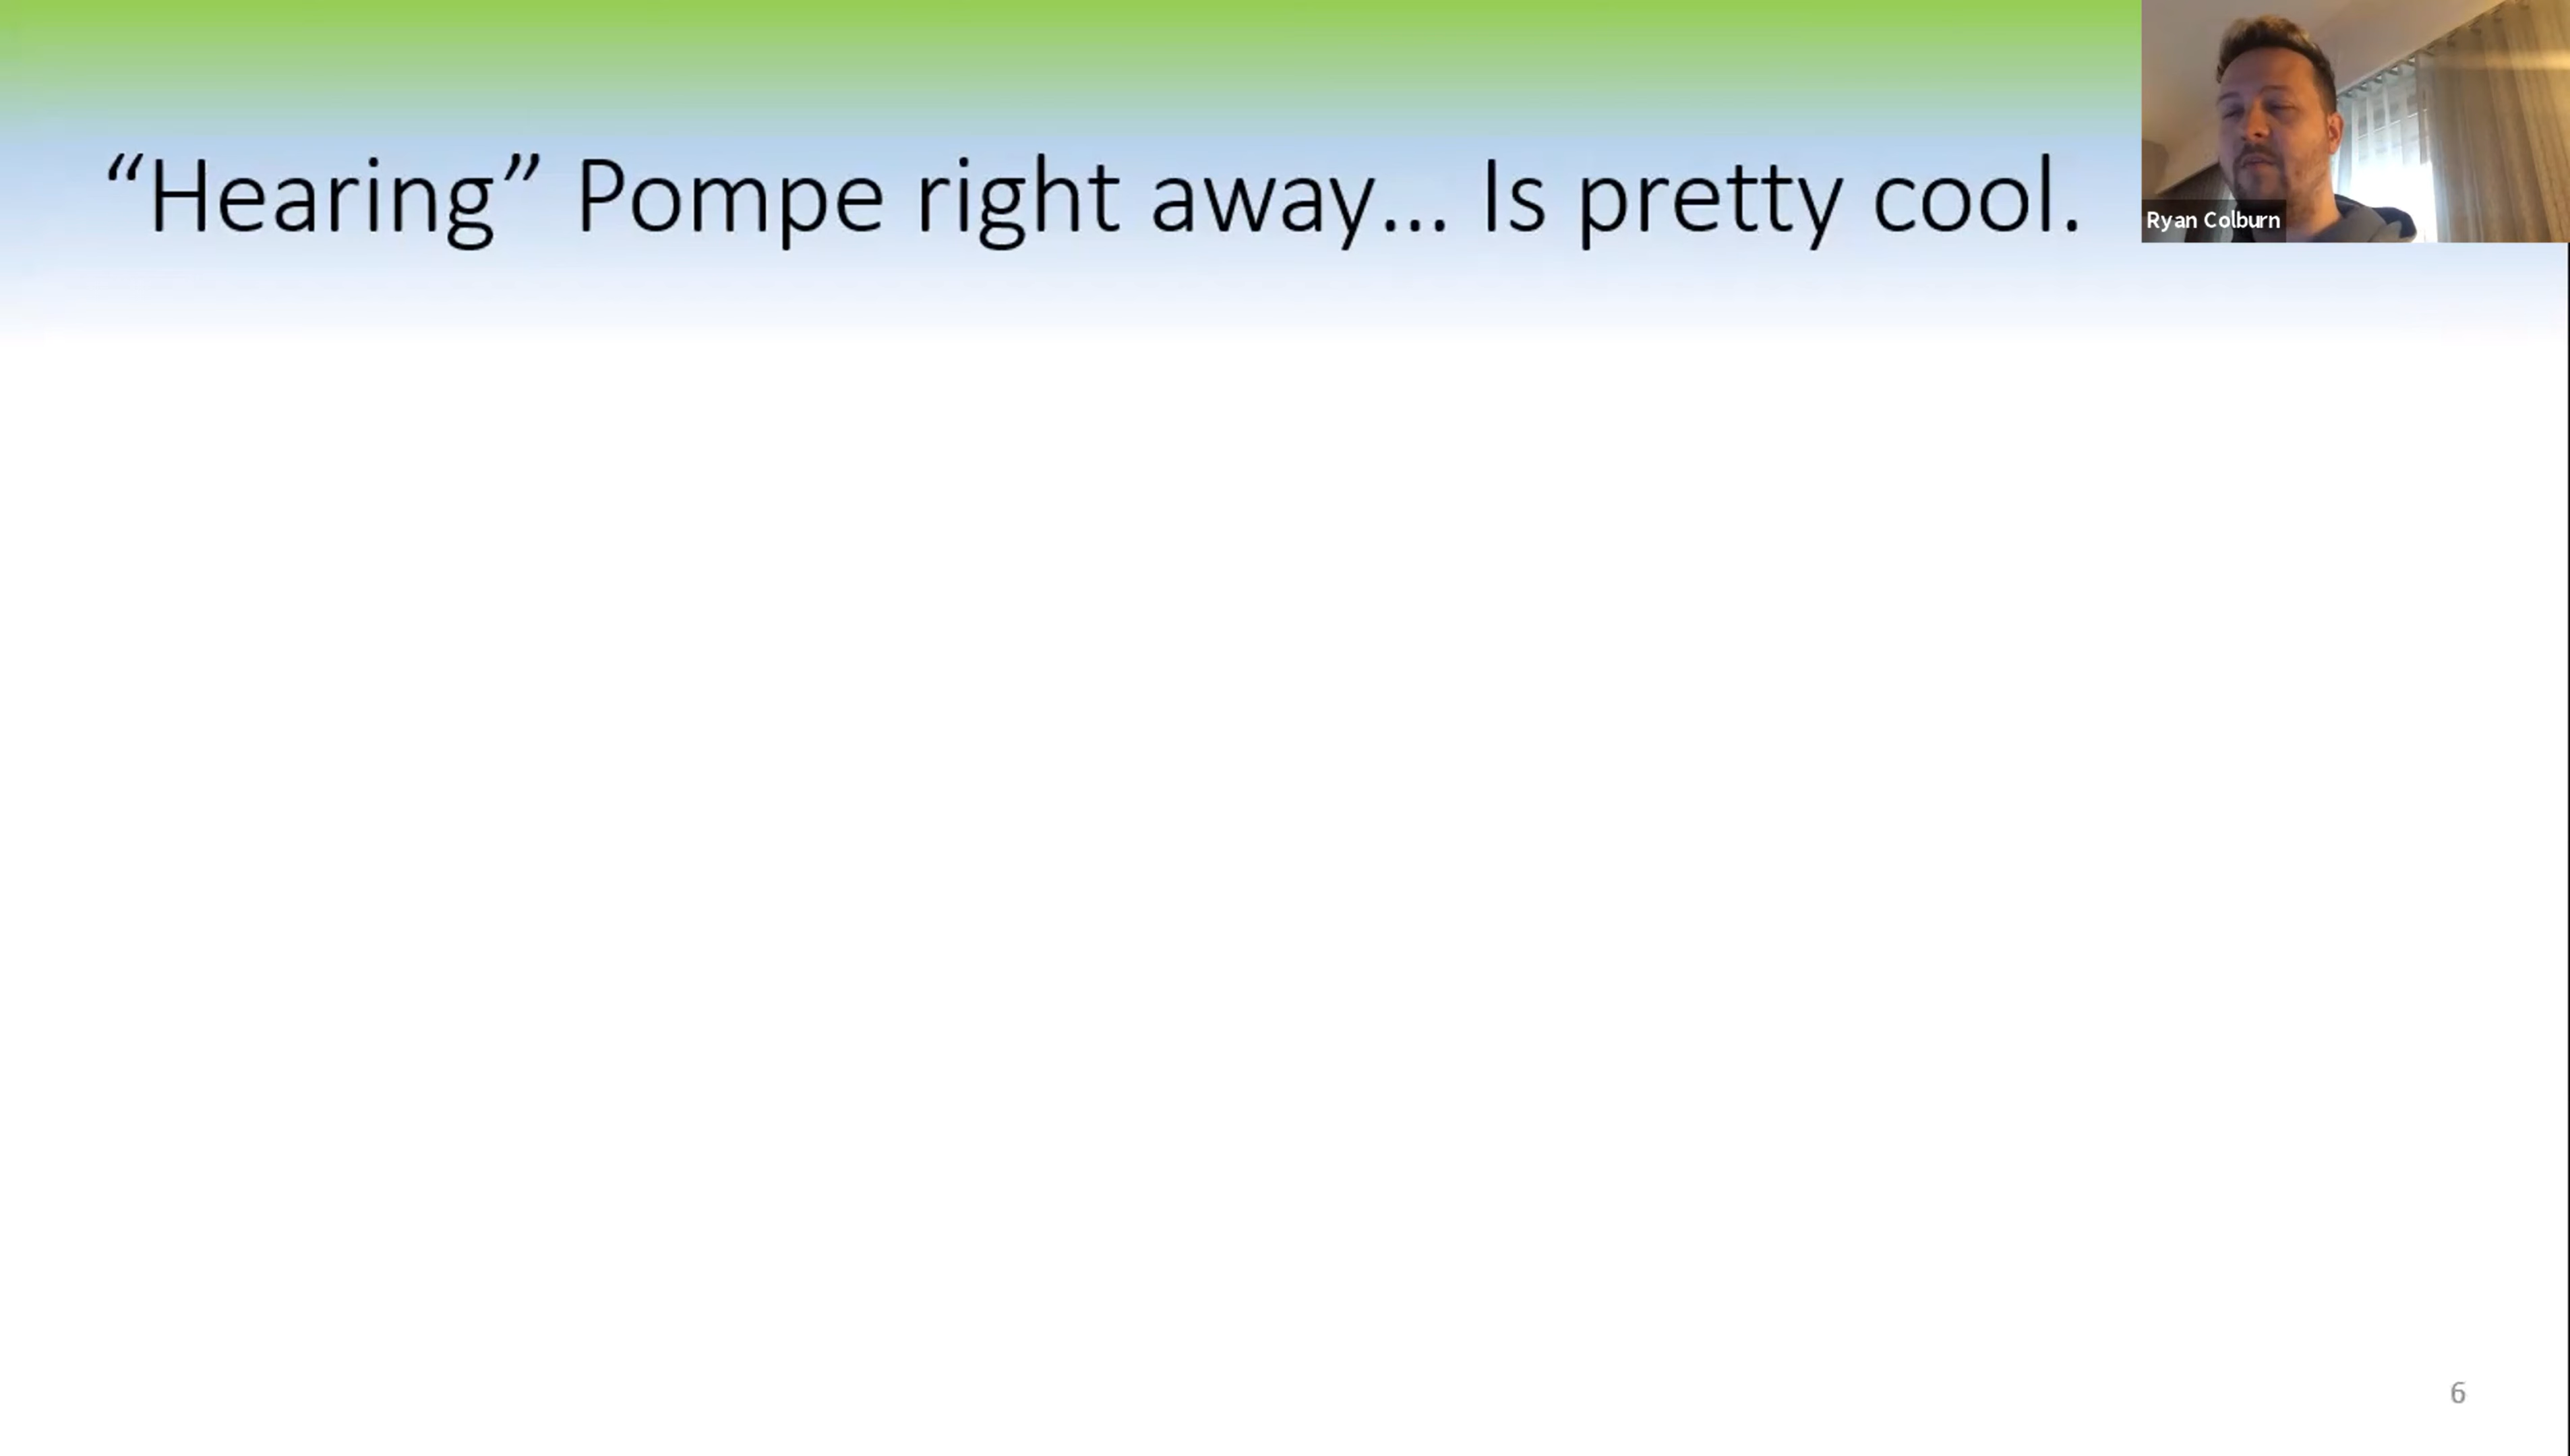 “Hearing” Pompe right away... Is pretty cool.
Ryan Colburn
6